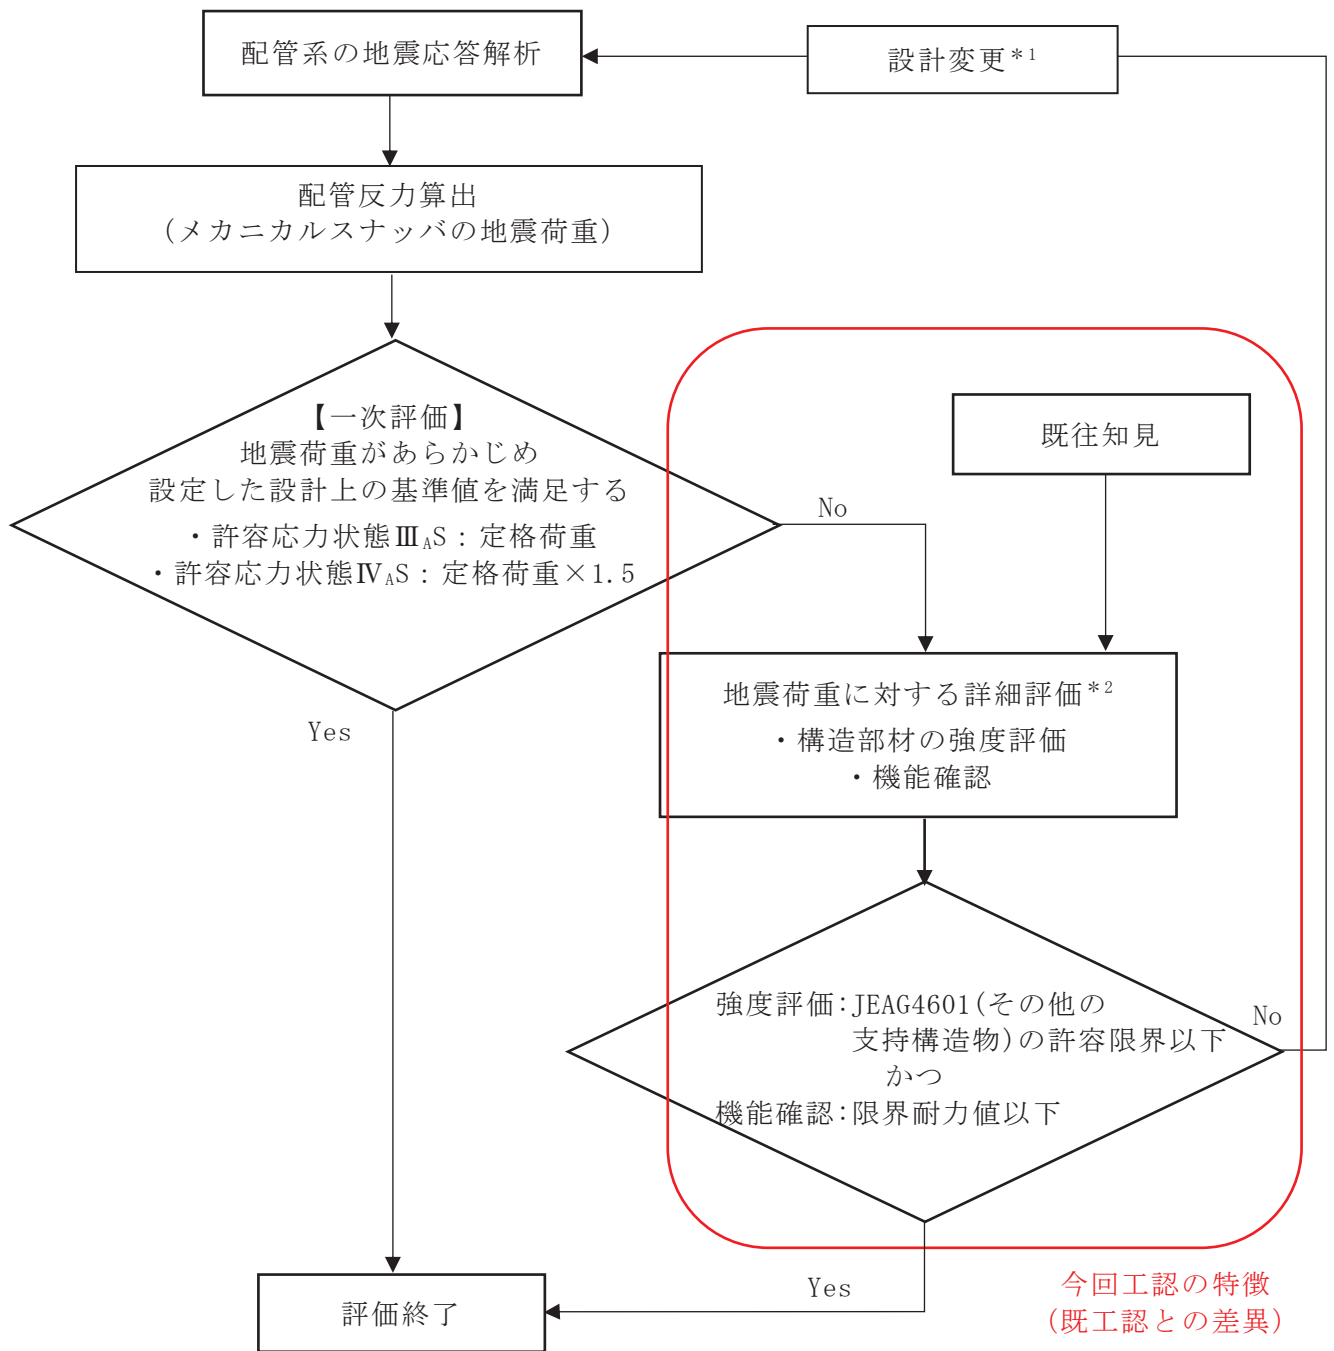 配管系の地震応答解析
設計変更*1
配管反力算出
(メカニカルスナッバの地震荷重)
【一次評価】
地震荷重があらかじめ
設定した設計上の基準値を満足する
・許容応力状態ⅢAS:定格荷重
・許容応力状態ⅣAS:定格荷重×1.5
No
既往知見
地震荷重に対する詳細評価*2
・構造部材の強度評価
・機能確認
Yes
強度評価:JEAG4601(その他の
支持構造物)の許容限界以下
かつ
機能確認:限界耐力値以下
No
Yes
評価終了
今回工認の特徴
(既工認との差異)